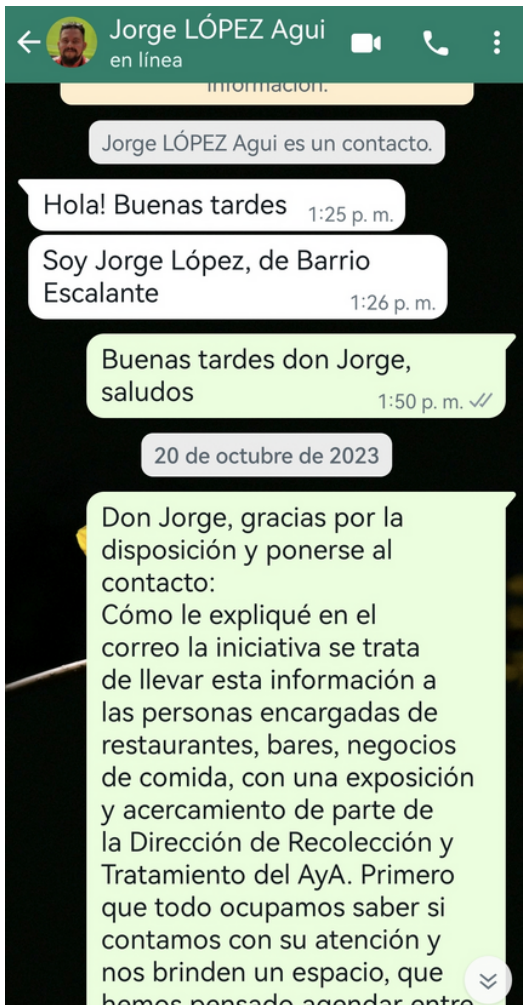 Jorge LÓPEZ Agui
en línea
información.
Jorge LÓPEZ Agui es un contacto.
Hola! Buenas tardes 1:25 p. m.
Soy Jorge López, de Barrio
Escalante 1:26 p. m.
Buenas tardes don Jorge,
saludos 1:50 p. m.
20 de octubre de 2023
Don Jorge, gracias por la
disposición y ponerse al
contacto:
Cómo le expliqué en el
correo la iniciativa se trata
de llevar esta información a
las personas encargadas de
restaurantes, bares, negocios
de comida, con una exposición
y acercamiento de parte de
la Dirección de Recolección y
Tratamiento del AyA. Primero
que todo ocupamos saber si
contamos con su atención y
nos brinden un espacio, que
hemos pensado agendar entre